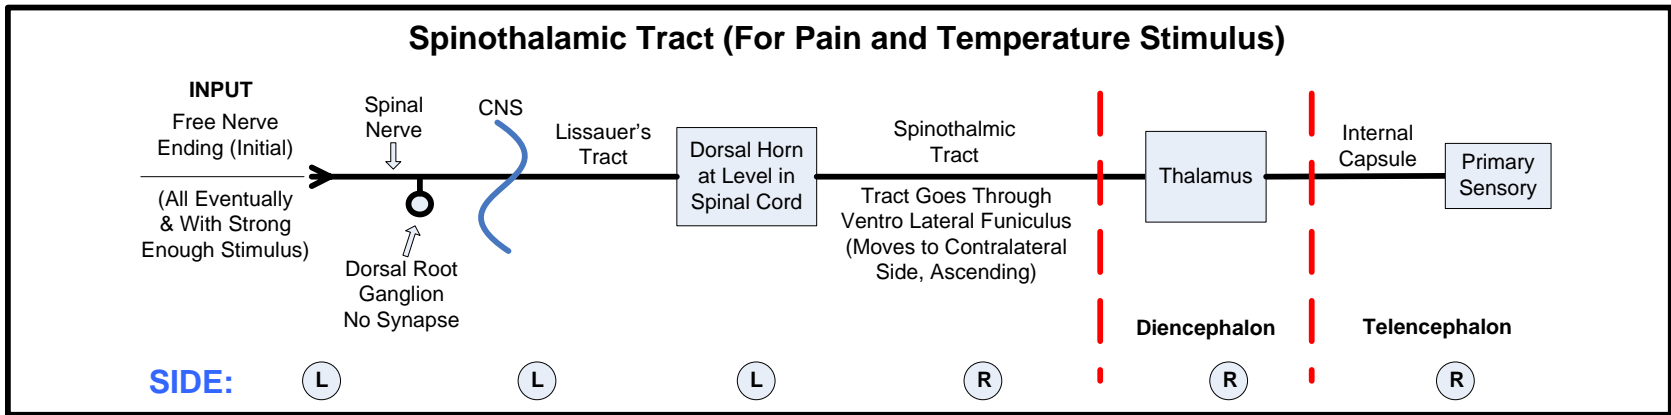 Spinothalamic Tract (For Pain and Temperature Stimulus)
INPUT
Free Nerve
Ending (Initial)
(All Eventually
& With Strong
Enough Stimulus)
Spinal
Nerve
Dorsal Root
Ganglion
No Synapse
CNS
Lissauer's
Tract
Dorsal Horn
at Level in
Spinal Cord
Spinothalmic
Tract
Tract Goes Through
Ventro Lateral Funiculus
(Moves to Contralateral
Side, Ascending)
Thalamus
Internal
Capsule
Primary
Sensory
Diencephalon
Telencephalon
SIDE:
L
L
L
R
R
R